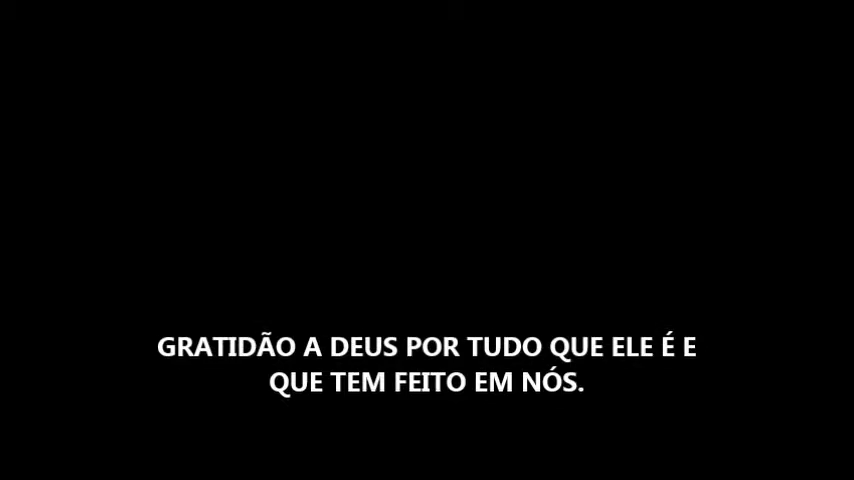 GRATIDÃO A DEUS POR TUDO QUE ELE É E
QUE TEM FEITO EM NÓS.